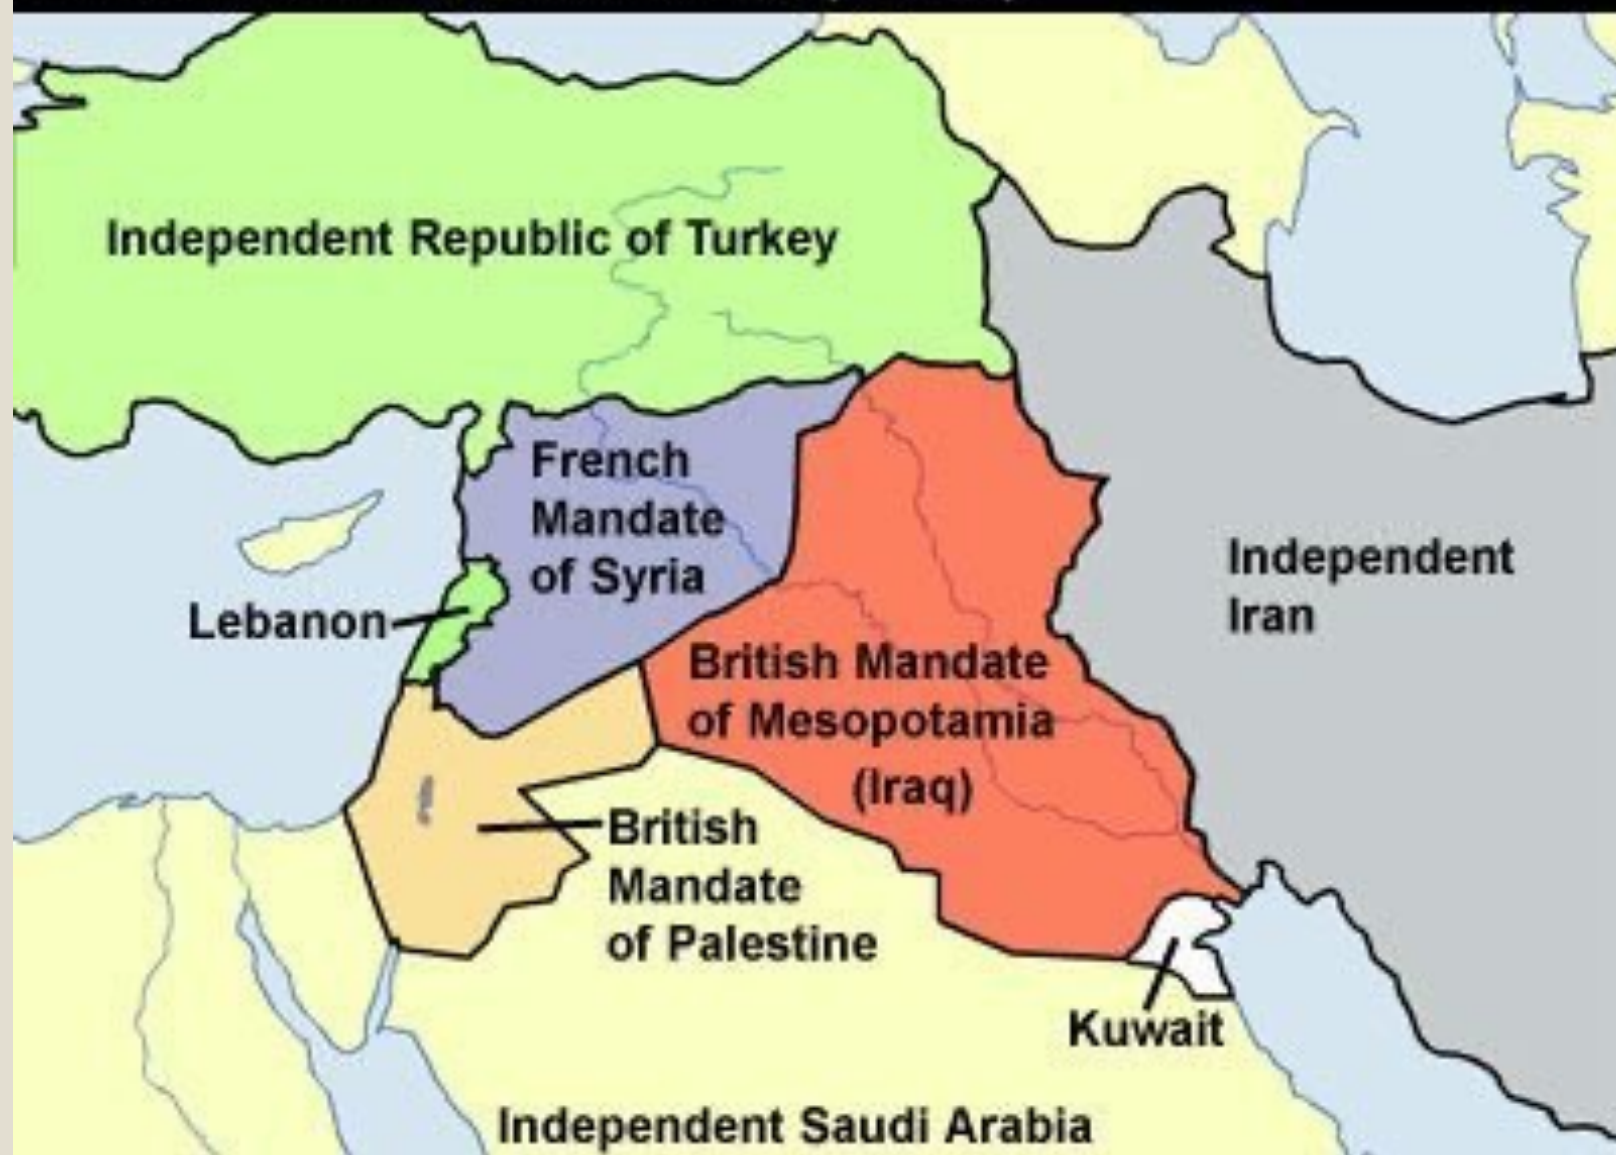 Independent Republic of Turkey
French
Mandate
of Syria
Independent
Iran
Lebanon
British Mandate
of Mesopotamia
(Iraq)
British
Mandate
of Palestine
Kuwait
Independent Saudi Arabia